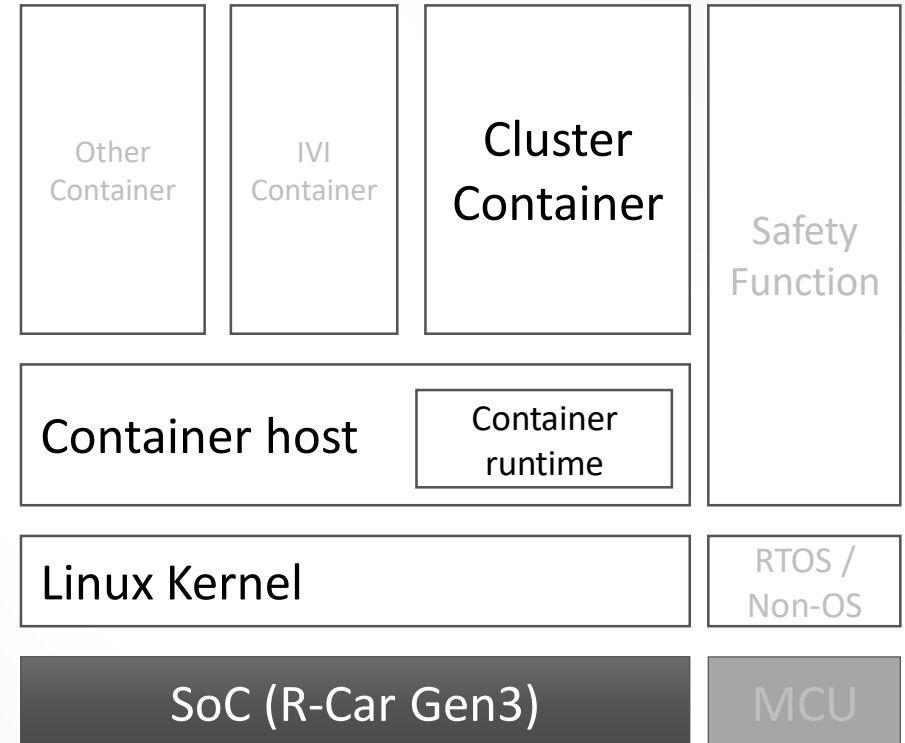 Other
Container
IVI
Container
Cluster
Container
Safety
Function
Container host
Container
runtime
Linux Kernel
RTOS /
Non-OS
SoC (R-Car Gen3)
MCU